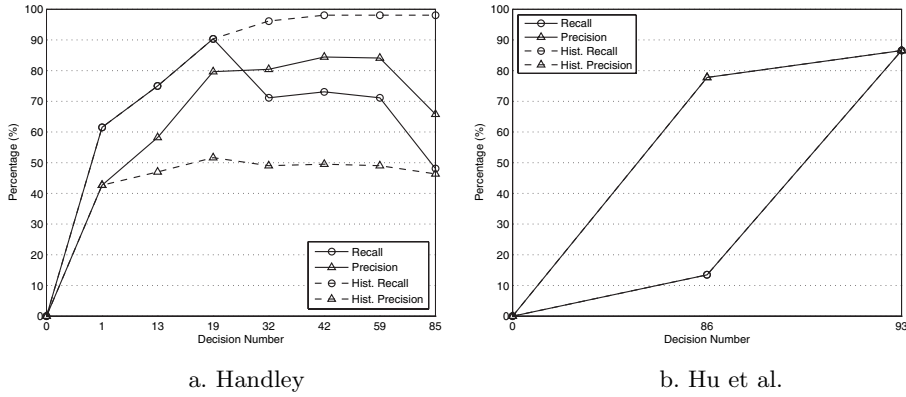 100
90
80
70
60
50
40
30
20
10
0
Percentage (%)
0 1 13 19 32 42 59 85
Decision Number
Recall
Precision
Hist. Recall
Hist. Precision
a. Handley
100
90
80
70
60
50
40
30
20
10
0
Percentage (%)
Recall
Precision
Hist. Recall
Hist. Precision
0 86 93
Decision Number
b. Hu et al.